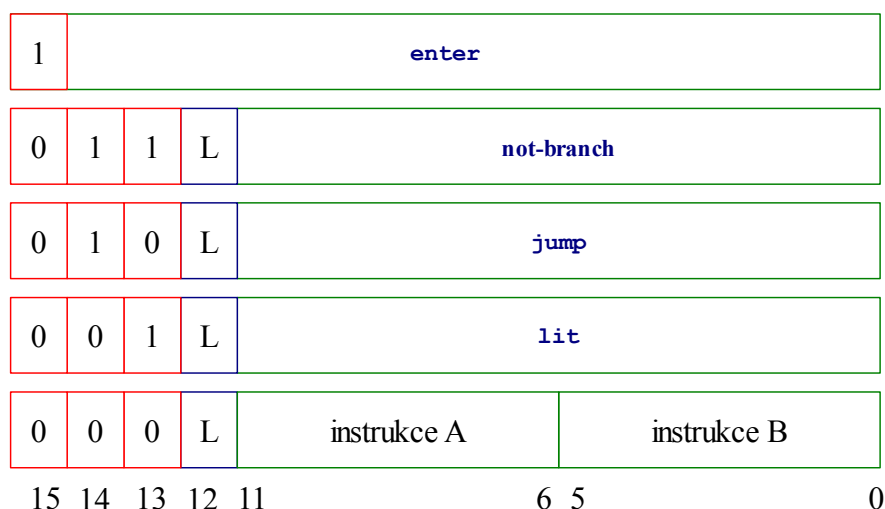 1 enter
0 1 1 L not-branch
0 1 0 L jump
0 0 1 L lit
0 0 0 L instrukce A instrukce B
15 14 13 12 11 6 5 0